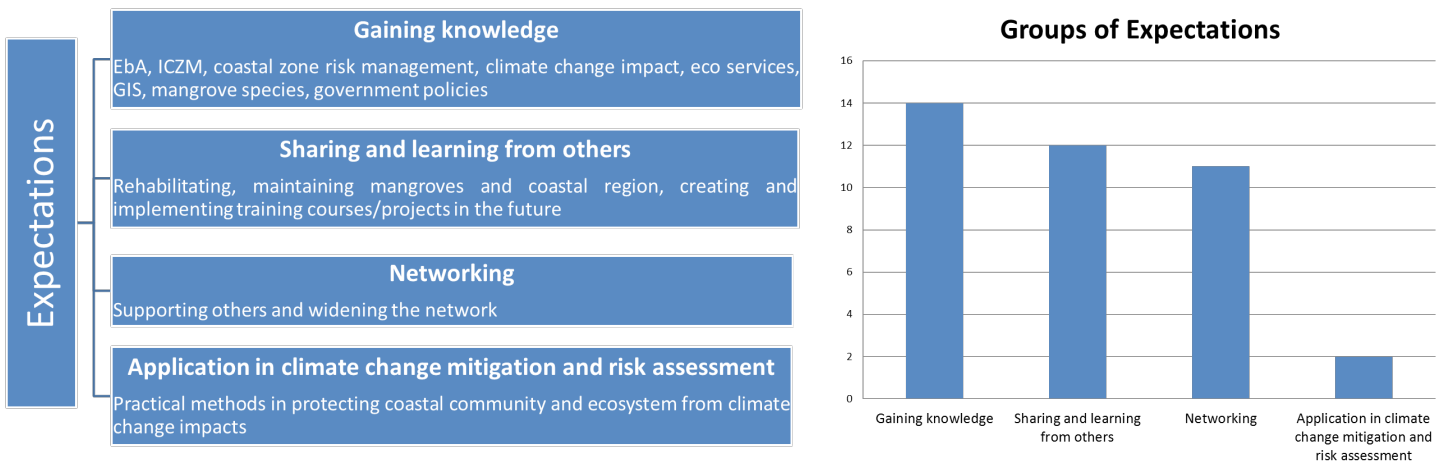 Expectations
Gaining knowledge
EbA, ICZM, coastal zone risk management, climate change impact, eco services,
GIS, mangrove species, government policies
Sharing and learning from others
Rehabilitating, maintaining mangroves and coastal region, creating and
implementing training courses/projects in the future
Networking
Supporting others and widening the network
Application in climate change mitigation and risk assessment
Practical methods in protecting coastal community and ecosystem from climate
change impacts
Groups of Expectations
16
14
12
10
8
6
4
2
0
Gaining knowledge
Sharing and learning
from others
Networking
Application in climate
change mitigation and
risk assessment